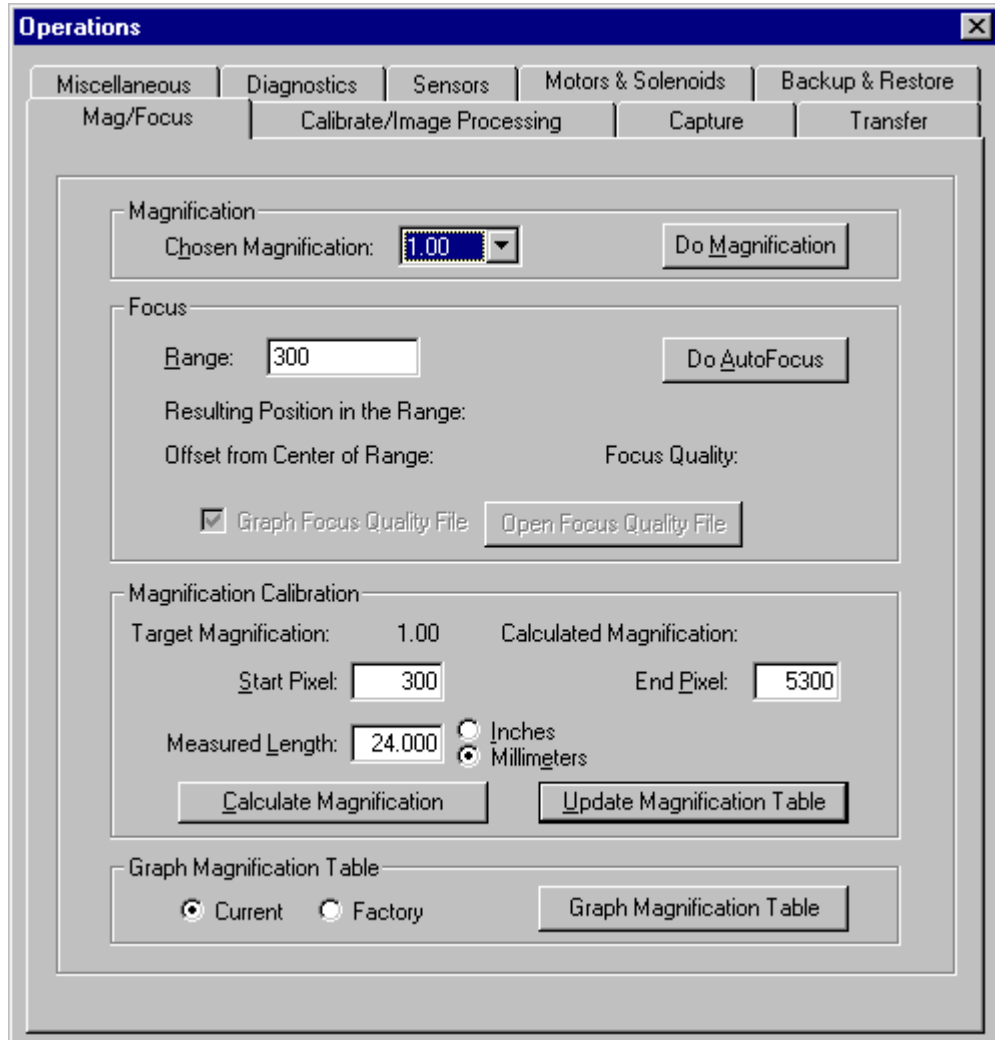 Operations
Miscellaneous Diagnostics Sensors Motors & Solenoids Backup & Restore
Mag/Focus Calibrate/Image Processing Capture Transfer
Magnification
Chosen Magnification: 1.00 Do Magnification
Focus
Range: 300 Do AutoFocus
Resulting Position in the Range:
Offset from Center of Range: Focus Quality:
Graph Focus Quality File Open Focus Quality File
Magnification Calibration
Target Magnification: 1.00 Calculated Magnification:
Start Pixel: 300 End Pixel: 5300
Measured Length: 24.000 Inches
Millimeters
Calculate Magnification Update Magnification Table
Graph Magnification Table
Current Factory Graph Magnification Table